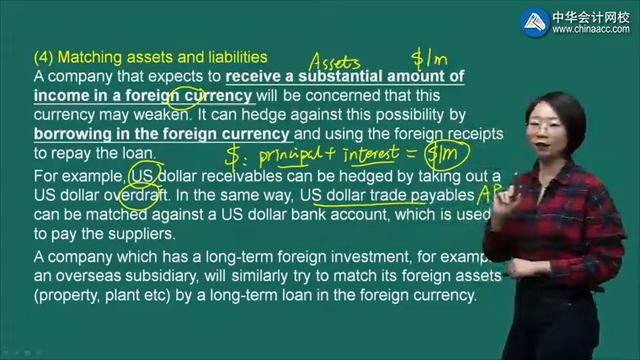 中华会计网校
www.chinaacc.com
(4) Matching assets and liabilities
Assets $1m
A company that expects to receive a substantial amount of
income in a foreign currency will be concerned that this
currency may weaken. It can hedge against this possibility by
borrowing in the foreign currency and using the foreign receipts
to repay the loan.
$: principal + interest = $1m
For example, US dollar receivables can be hedged by taking out a
US dollar overdraft. In the same way, US dollar trade payables AP
can be matched against a US dollar bank account, which is used
to pay the suppliers.
A company which has a long-term foreign investment, for examp
an overseas subsidiary, will similarly try to match its foreign assets
(property, plant etc) by a long-term loan in the foreign currency.